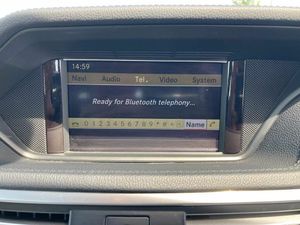 14:59
Navi Audio Tel. Video System
Ready for Bluetooth telephony...
0 1 2 3 4 5 6 7 8 9 * # + Name